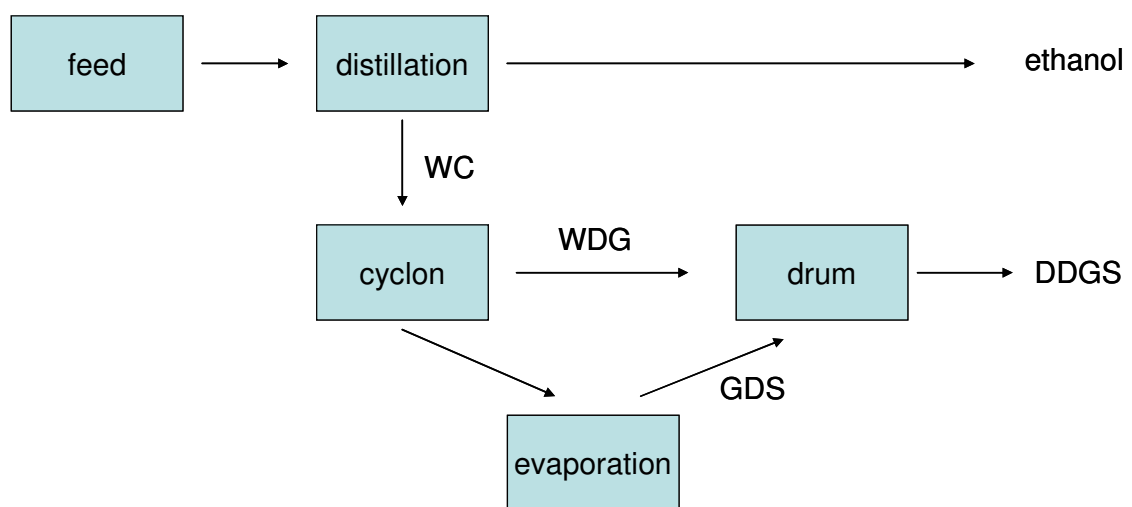 feed
distillation
ethanol
WC
WDG
cyclon
drum
DDGS
GDS
evaporation